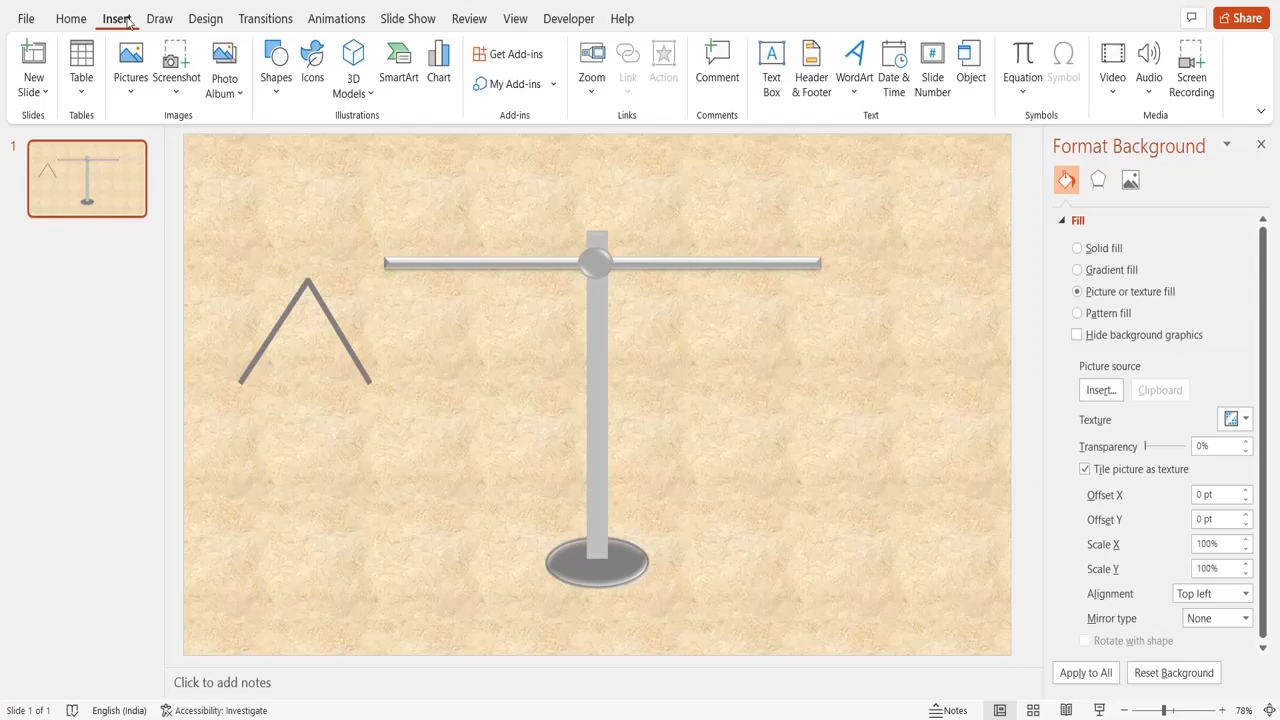 File Home Insert Draw Design Transitions Animations Slide Show Review View Developer Help Share
New Slide
Table
Pictures
Screenshot
Photo Album
Shapes
Icons
3D Models
SmartArt
Chart
Get Add-ins
My Add-ins
Zoom
Link
Action
Comment
Text Box
Header & Footer
WordArt
Date & Time
Slide Number
Object
Equation
Symbol
Video
Audio
Screen Recording
Slides Tables Images Illustrations Add-ins Links Comments Text Symbols Media
1
Format Background
Fill
Solid fill
Gradient fill
Picture or texture fill
Pattern fill
Hide background graphics
Picture source
Insert... Clipboard
Texture
Transparency 0%
Tile picture as texture
Offset X 0 pt
Offset Y 0 pt
Scale X 100%
Scale Y 100%
Alignment Top left
Mirror type None
Rotate with shape
Apply to All Reset Background
Click to add notes
Slide 1 of 1 English (India) Accessibility: Investigate Notes 78%